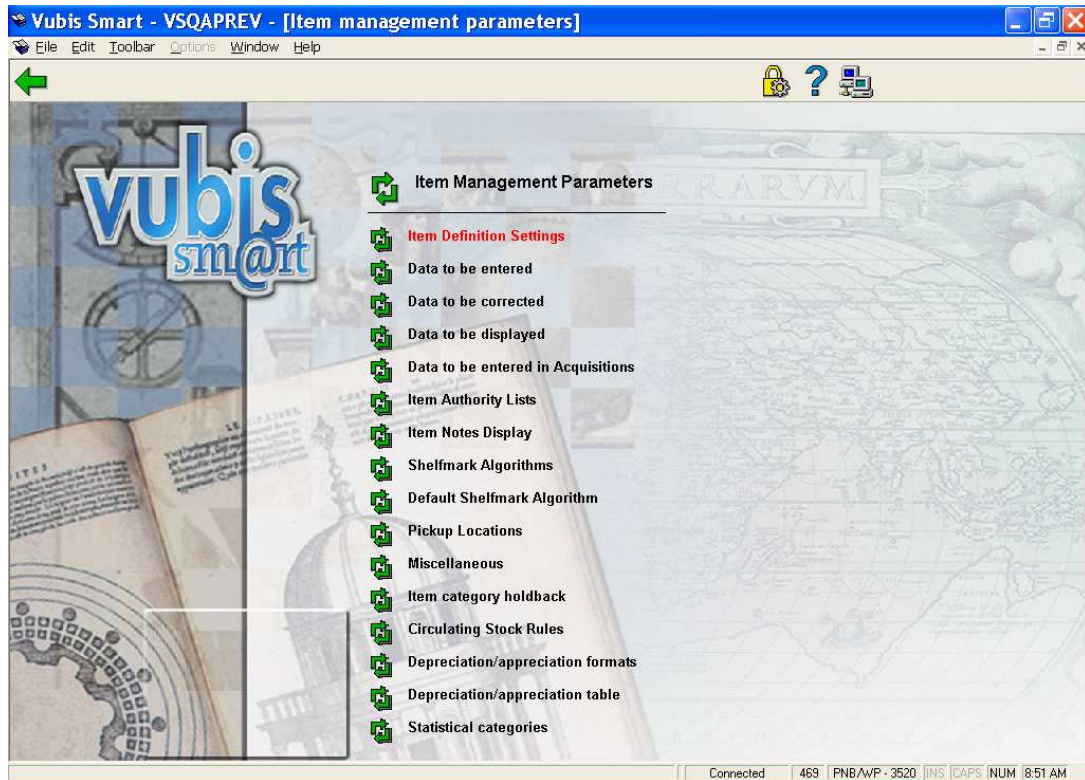 Vubis Smart - VSQAPREV - [Item management parameters]
File Edit Toolbar Options Window Help
vubis
sm@rt
Item Management Parameters
Item Definition Settings
Data to be entered
Data to be corrected
Data to be displayed
Data to be entered in Acquisitions
Item Authority Lists
Item Notes Display
Shelfmark Algorithms
Default Shelfmark Algorithm
Pickup Locations
Miscellaneous
Item category holdback
Circulating Stock Rules
Depreciation/appreciation formats
Depreciation/appreciation table
Statistical categories
Connected 469 PNB/WP - 3520 INS CAPS NUM 8:51 AM